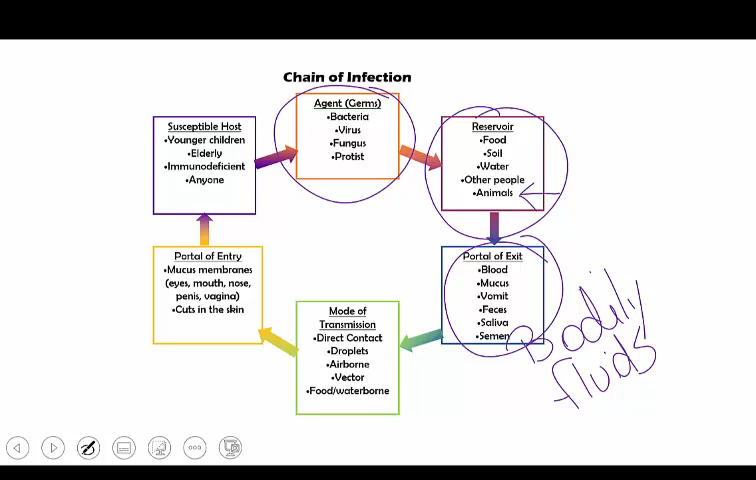 Chain of Infection
Agent (Germs)
•Bacteria
•Virus
•Fungus
•Protist
Reservoir
•Food
•Soil
•Water
•Other people
•Animals
Portal of Exit
•Blood
•Mucus
•Vomit
•Feces
•Saliva
•Semen
Bodily
fluids
Mode of
Transmission
•Direct Contact
•Droplets
•Airborne
•Vector
•Food/waterborne
Portal of Entry
•Mucus membranes
(eyes, mouth, nose,
penis, vagina)
•Cuts in the skin
Susceptible Host
•Younger children
•Elderly
•Immunodeficient
•Anyone